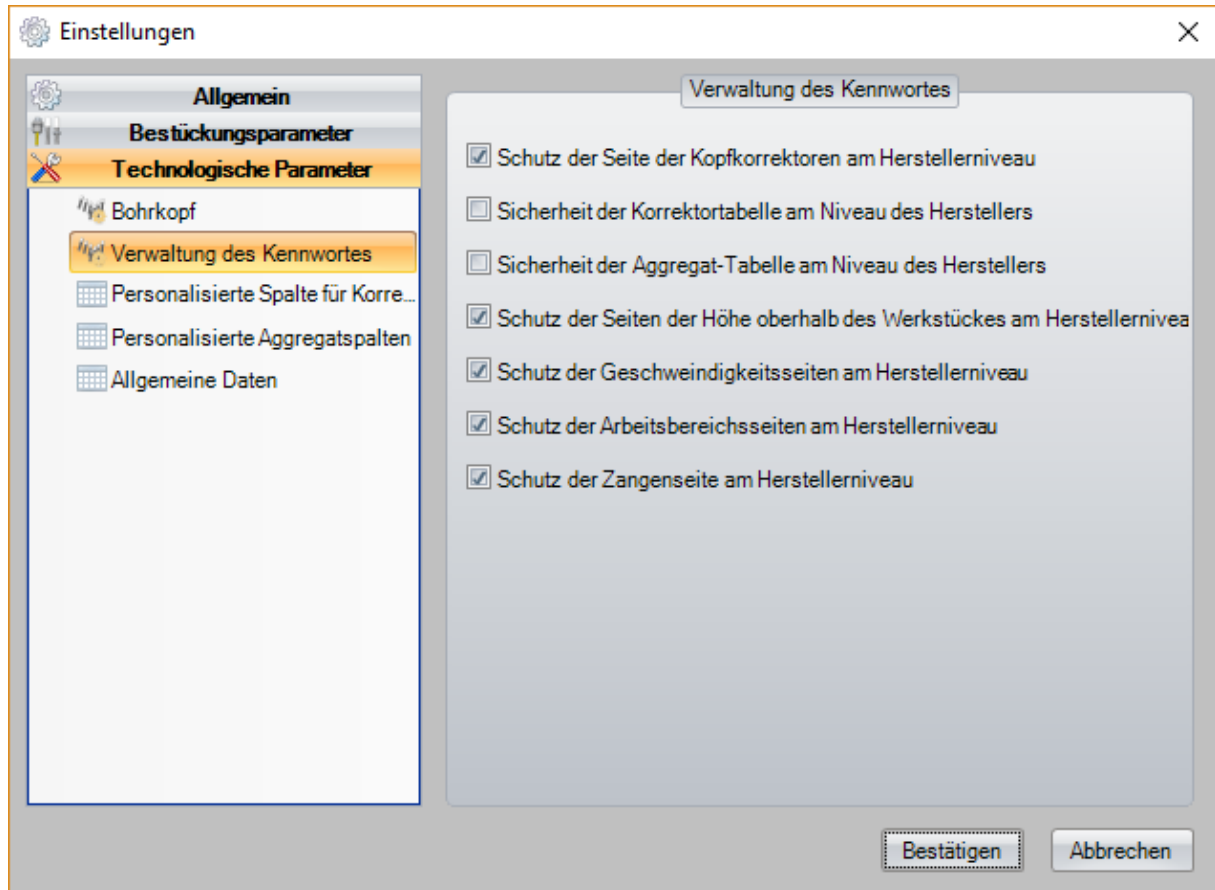 Einstellungen
Allgemein
Bestückungsparameter
Technologische Parameter
Bohrkopf
Verwaltung des Kennwortes
Personalisierte Spalte für Korre...
Personalisierte Aggregatspalten
Allgemeine Daten
Verwaltung des Kennwortes
Schutz der Seite der Kopfkorrektoren am Herstellerniveau
Sicherheit der Korrektortabelle am Niveau des Herstellers
Sicherheit der Aggregat-Tabelle am Niveau des Herstellers
Schutz der Seiten der Höhe oberhalb des Werkstückes am Herstellernivea
Schutz der Geschweindigkeitsseiten am Herstellerniveau
Schutz der Arbeitsbereichsseiten am Herstellerniveau
Schutz der Zangenseite am Herstellerniveau
Bestätigen
Abbrechen